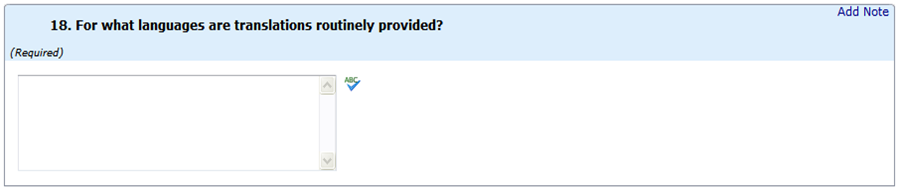 Add Note
18. For what languages are translations routinely provided?
(Required)
ABC